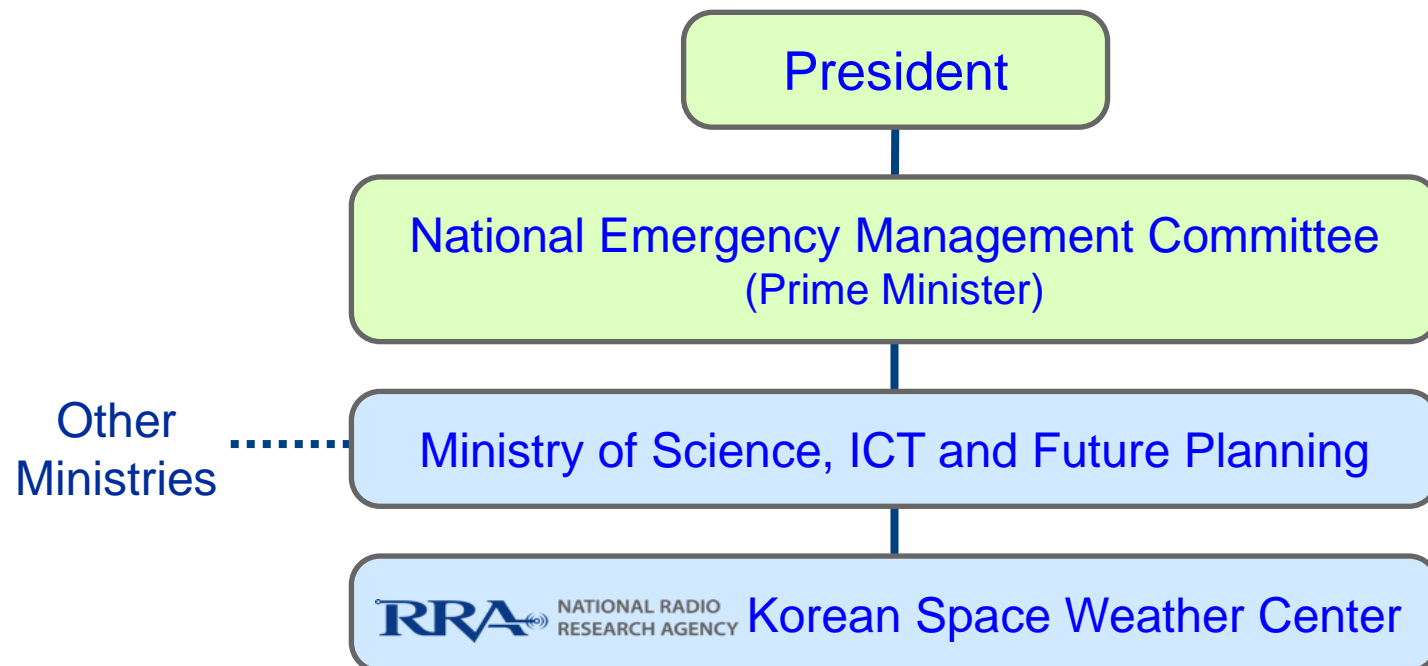 President
National Emergency Management Committee
(Prime Minister)
Other
Ministries
Ministry of Science, ICT and Future Planning
RRA NATIONAL RADIO
RESEARCH AGENCY
Korean Space Weather Center